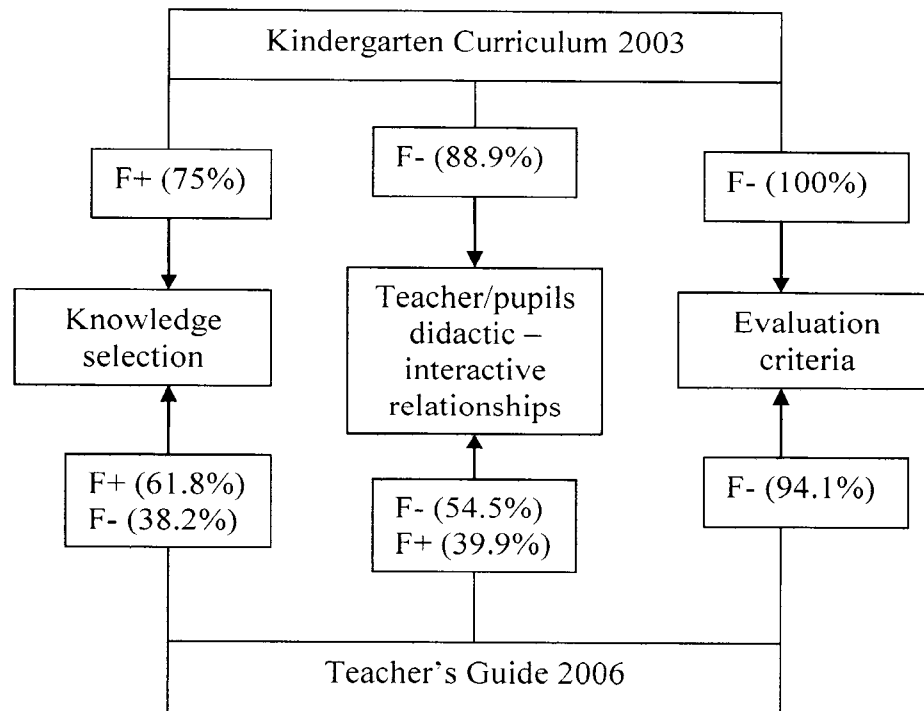 Kindergarten Curriculum 2003
F+ (75%)
F- (88.9%)
F- (100%)
Knowledge
selection
Teacher/pupils
didactic –
interactive
relationships
Evaluation
criteria
F+ (61.8%)
F- (38.2%)
F- (54.5%)
F+ (39.9%)
F- (94.1%)
Teacher's Guide 2006